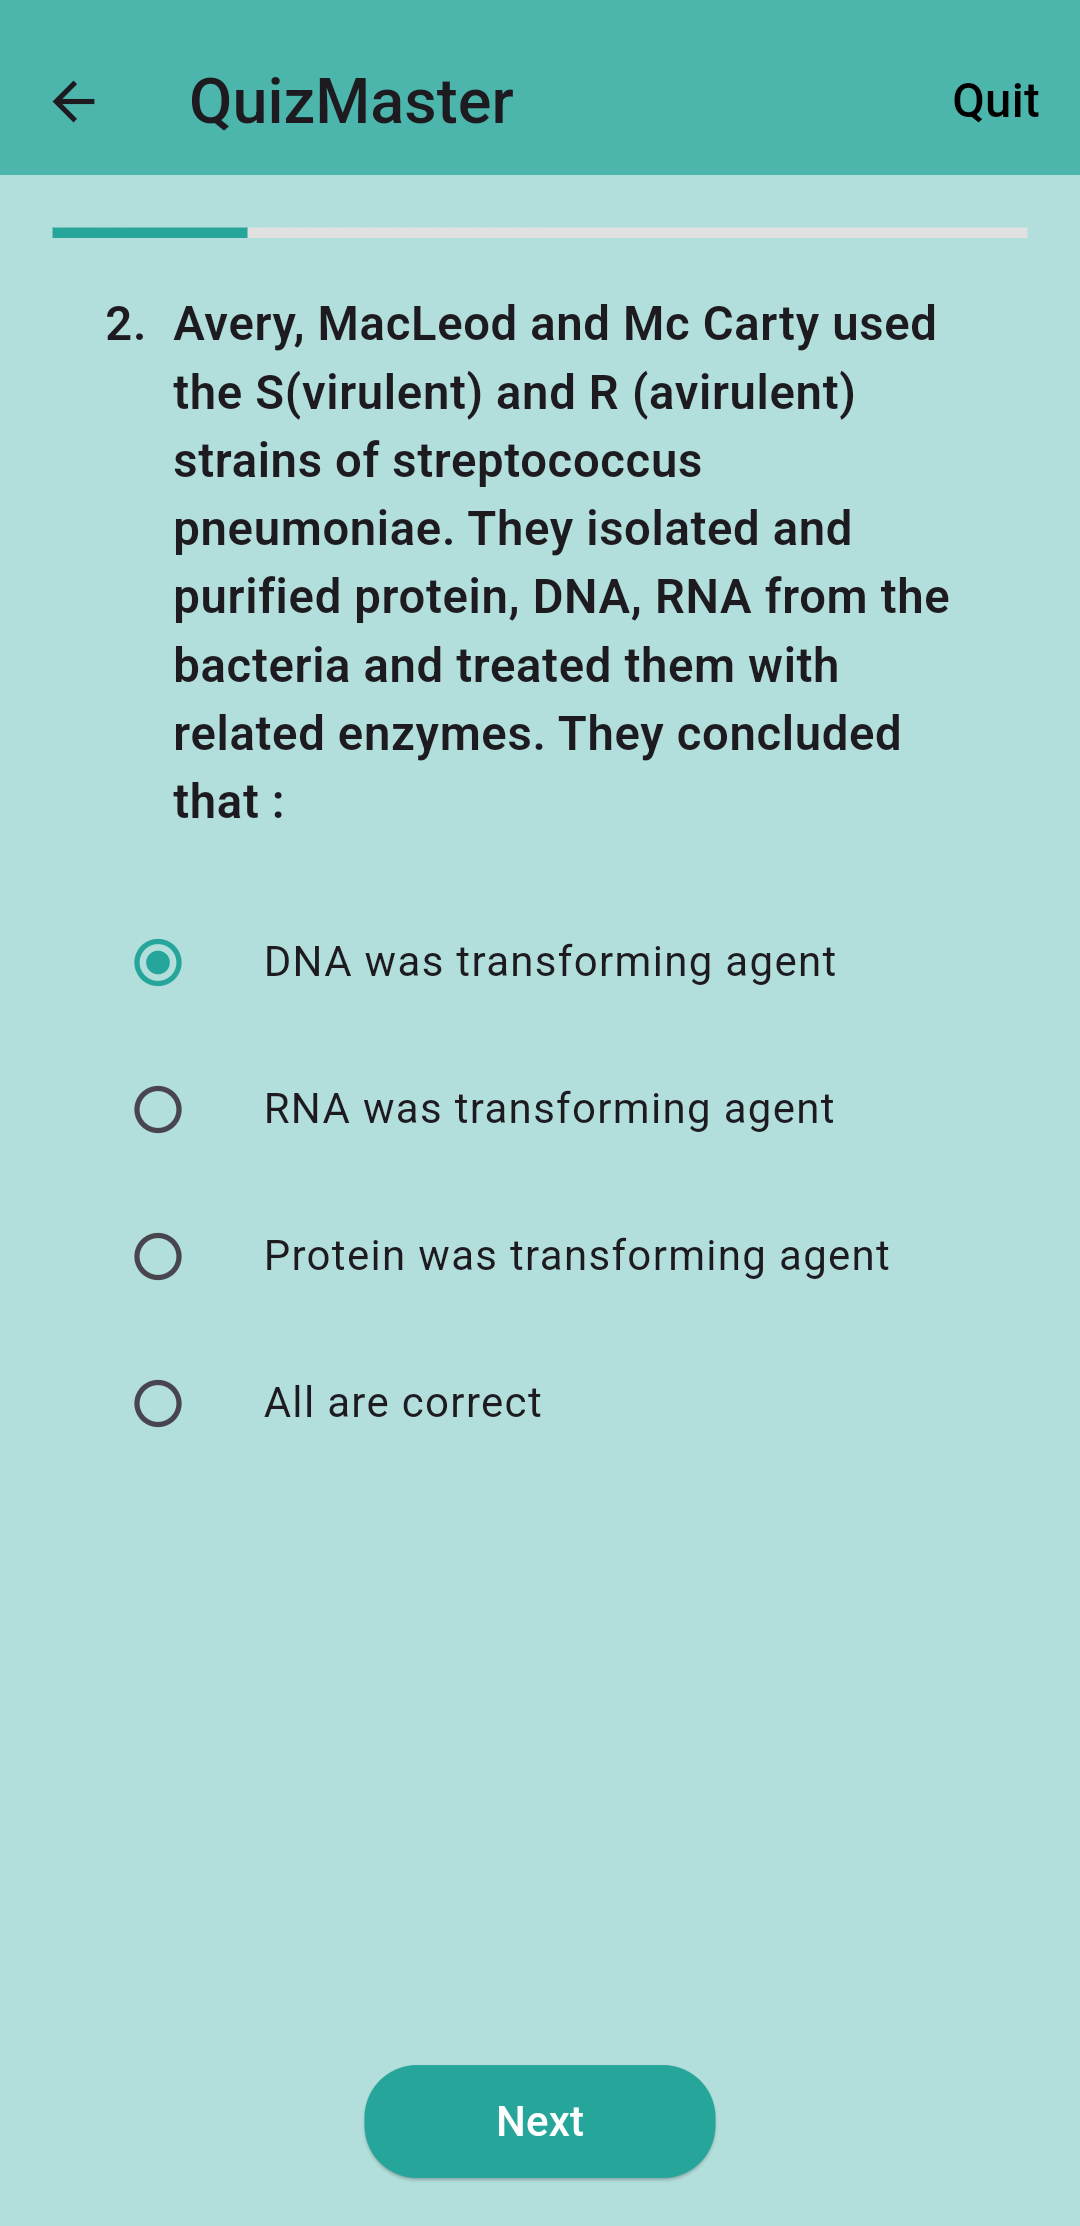 QuizMaster
Quit
2. Avery, MacLeod and Mc Carty used
the S(virulent) and R (avirulent)
strains of streptococcus
pneumoniae. They isolated and
purified protein, DNA, RNA from the
bacteria and treated them with
related enzymes. They concluded
that :
DNA was transforming agent
RNA was transforming agent
Protein was transforming agent
All are correct
Next